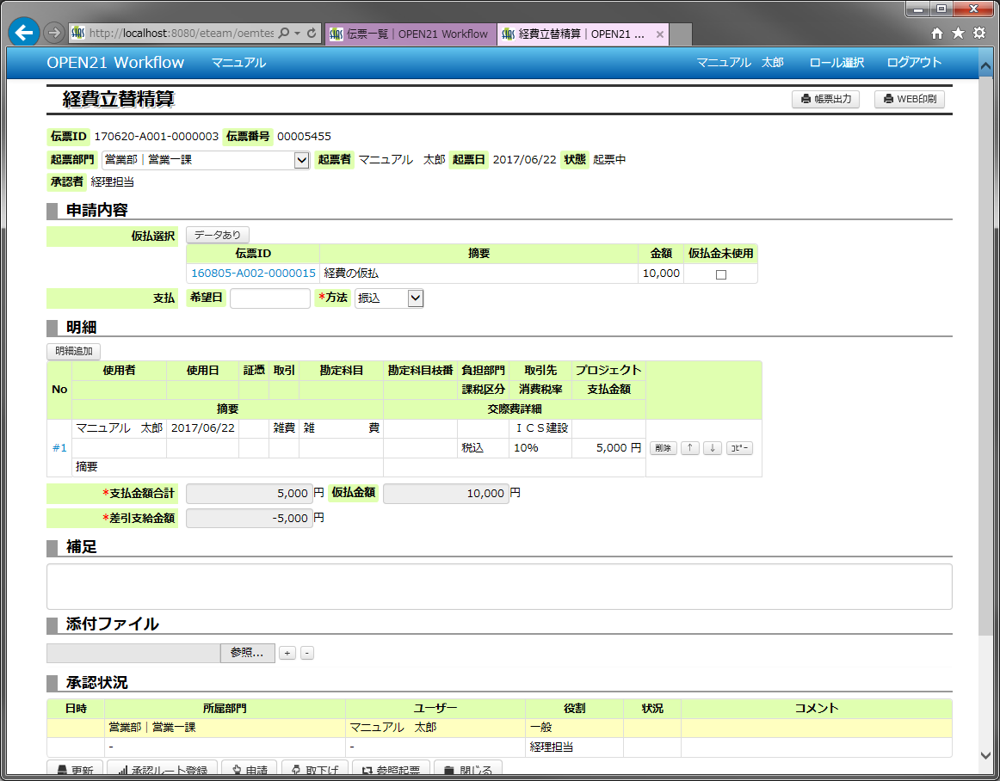 http://localhost:8080/eteam/oemtes
伝票一覧｜OPEN21 Workflow
経費立替精算｜OPEN21 ...
OPEN21 Workflow マニュアル マニュアル 太郎 ロール選択 ログアウト
経費立替精算 帳票出力 WEB印刷
伝票ID 170620-A001-0000003 伝票番号 00005455
起票部門 営業部｜営業一課 起票者 マニュアル 太郎 起票日 2017/06/22 状態 起票中
承認者 経理担当
申請内容
仮払選択 データあり
伝票ID 摘要 金額 仮払金未使用
160805-A002-0000015 経費の仮払 10,000
支払 希望日 *方法 振込
明細
明細追加
No 使用者 使用日 証憑 取引 勘定科目 勘定科目枝番 負担部門 取引先 プロジェクト
課税区分 消費税率 支払金額
摘要 交際費詳細
#1 マニュアル 太郎 2017/06/22 雑費 雑 費 ＩＣＳ建設
税込 10% 5,000 円 削除 ↑ ↓ ｺﾋﾟｰ
摘要
*支払金額合計 5,000 円 仮払金額 10,000 円
*差引支給金額 -5,000 円
補足
添付ファイル
参照... + -
承認状況
日時 所属部門 ユーザー 役割 状況 コメント
営業部｜営業一課 マニュアル 太郎 一般
- - 経理担当
更新 承認ルート登録 申請 取下げ 参照起票 閉じる